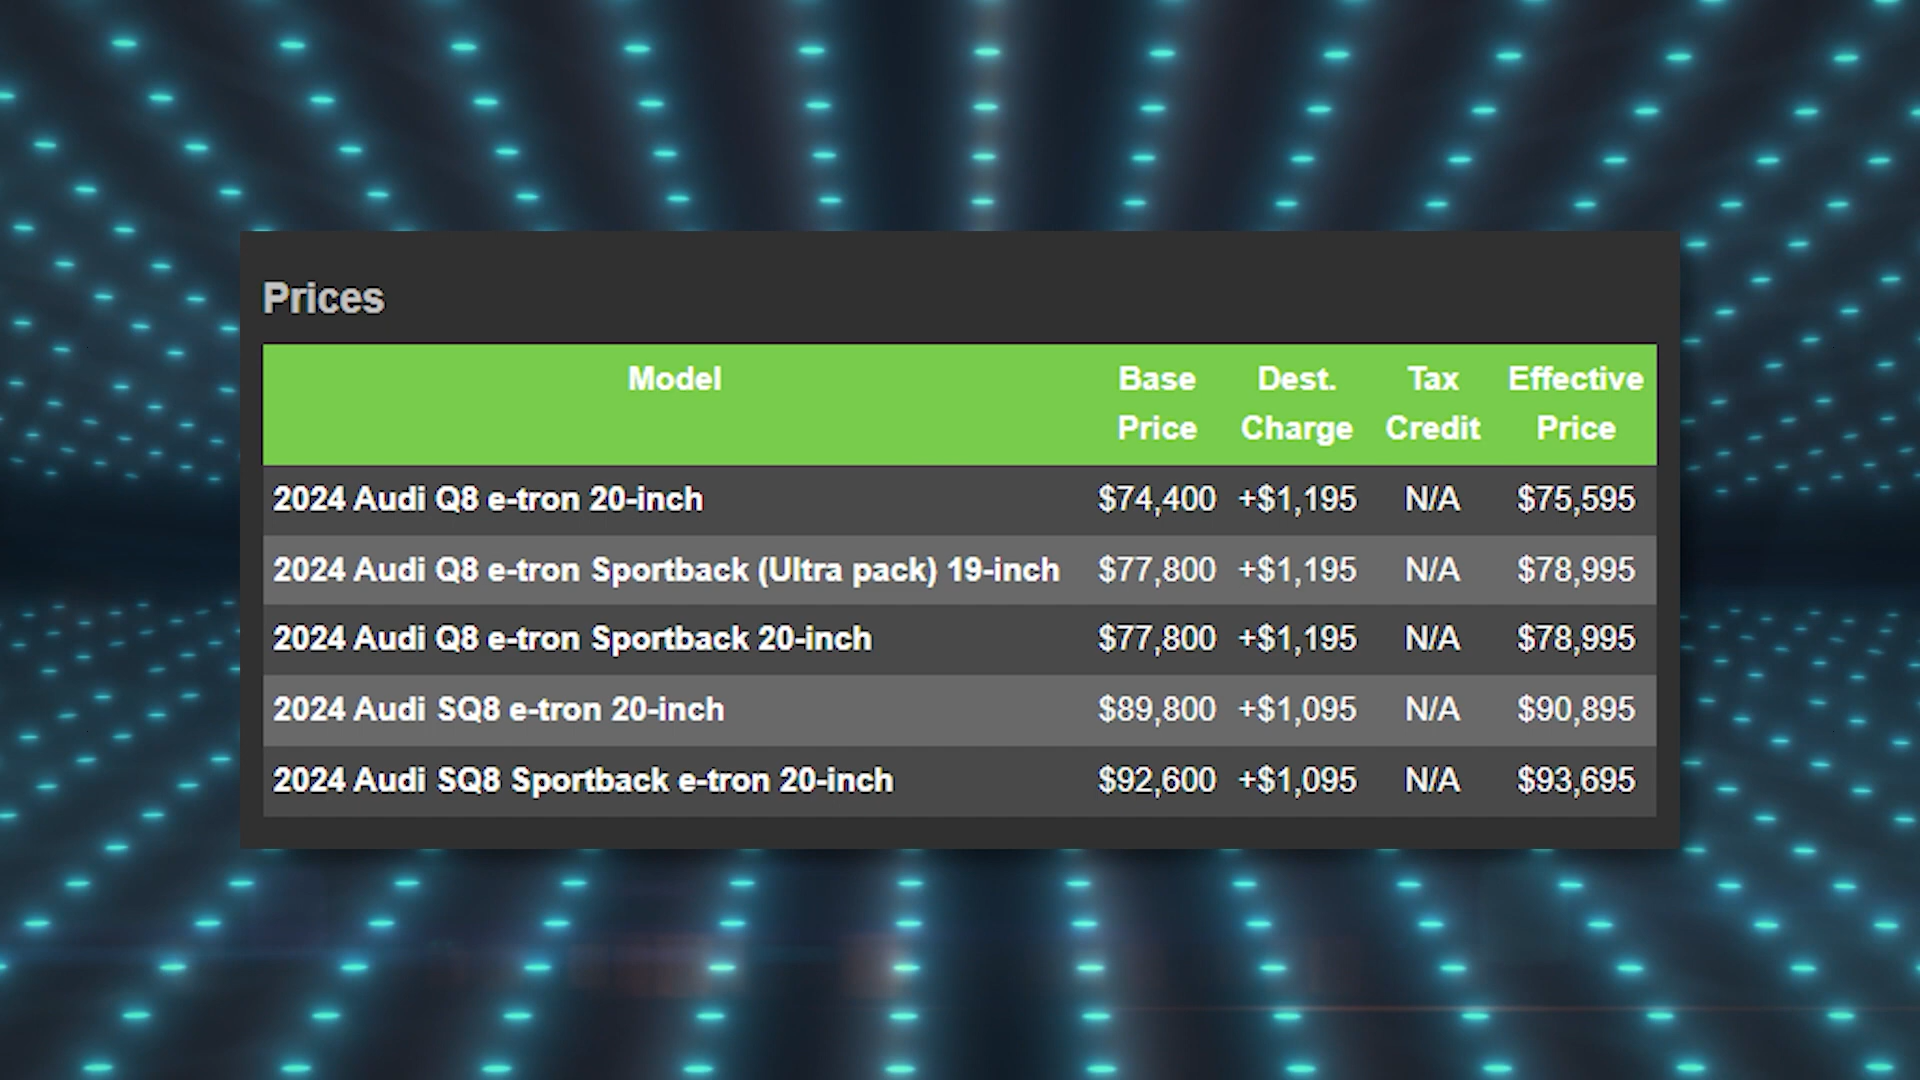 Prices
Model Base Price Dest. Charge Tax Credit Effective Price
2024 Audi Q8 e-tron 20-inch $74,400 +$1,195 N/A $75,595
2024 Audi Q8 e-tron Sportback (Ultra pack) 19-inch $77,800 +$1,195 N/A $78,995
2024 Audi Q8 e-tron Sportback 20-inch $77,800 +$1,195 N/A $78,995
2024 Audi SQ8 e-tron 20-inch $89,800 +$1,095 N/A $90,895
2024 Audi SQ8 Sportback e-tron 20-inch $92,600 +$1,095 N/A $93,695